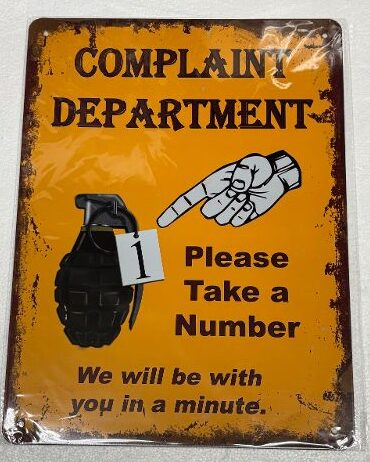 COMPLAINT
DEPARTMENT
1
Please
Take a
Number
We will be with
you in a minute.